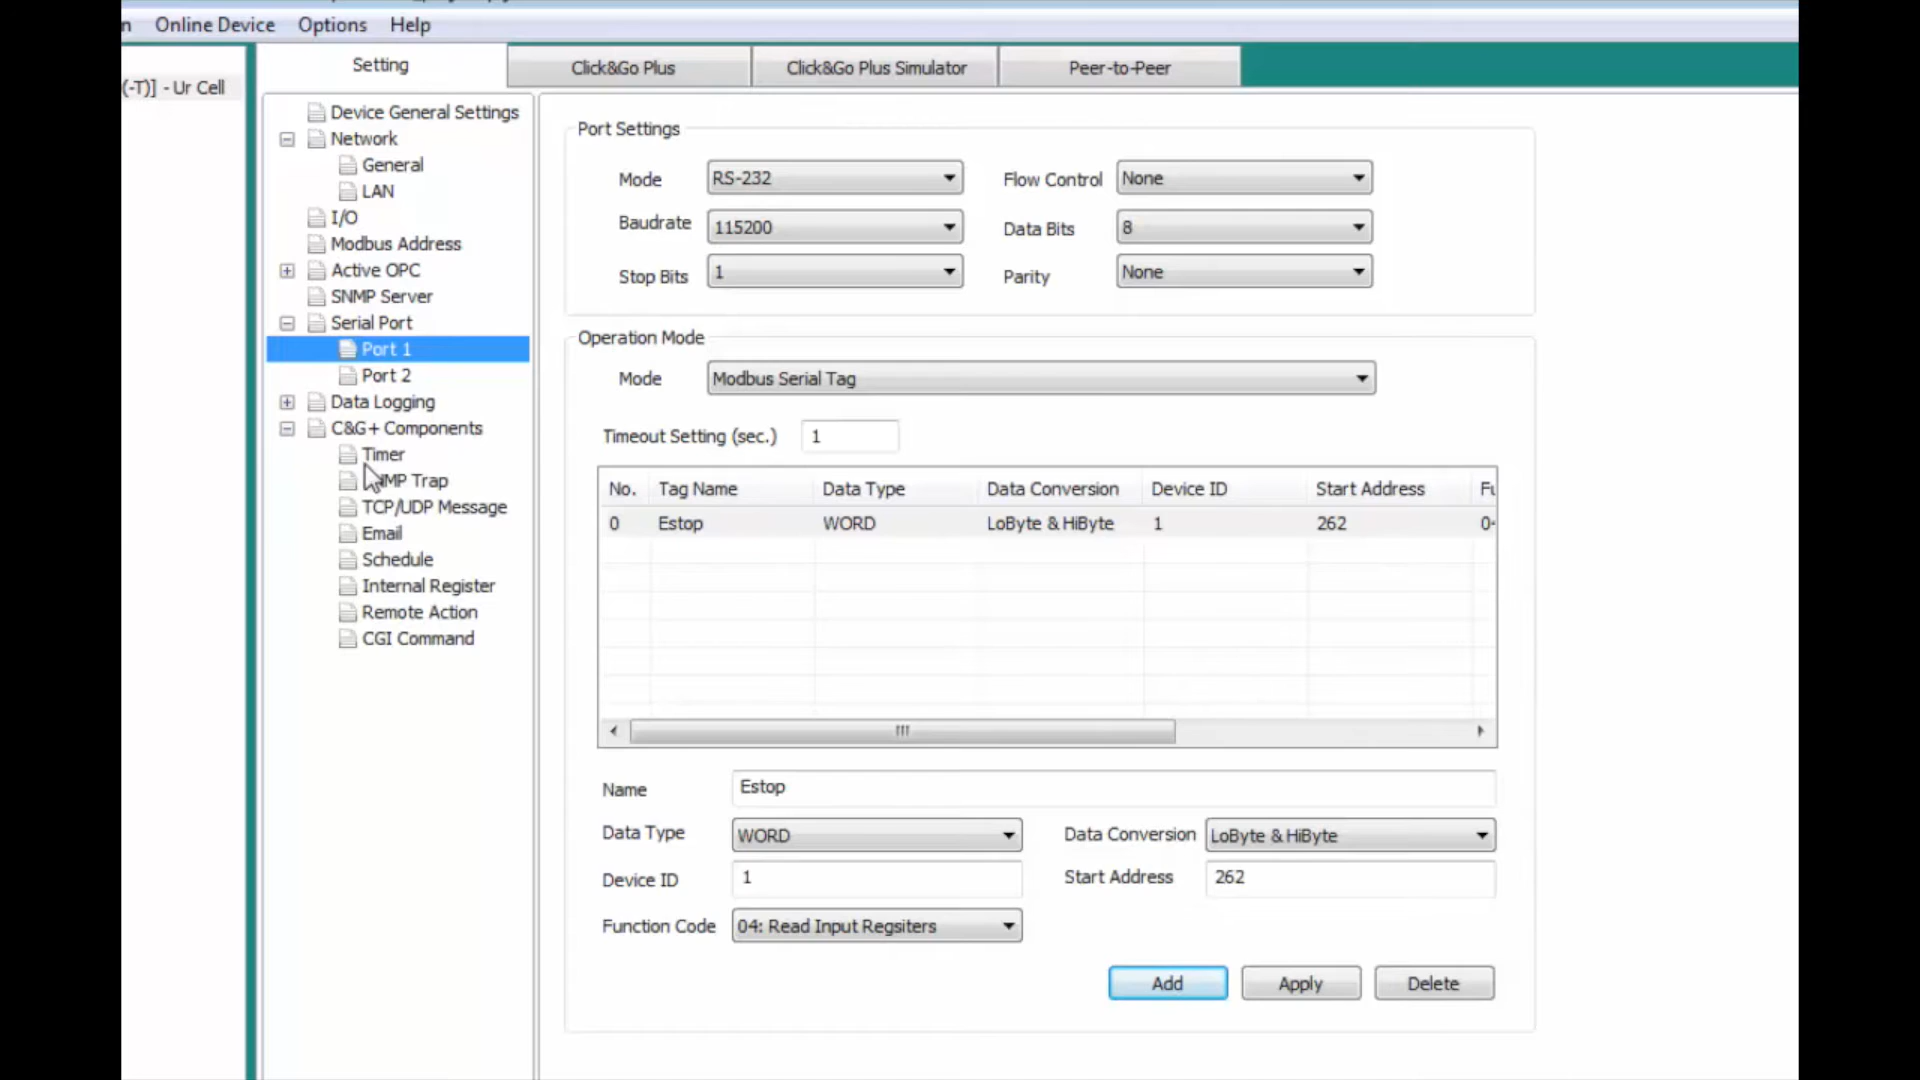 n Online Device Options Help
(-T)] - Ur Cell
Setting
Click&Go Plus
Click&Go Plus Simulator
Peer-to-Peer
Device General Settings
Network
General
LAN
I/O
Modbus Address
Active OPC
SNMP Server
Serial Port
Port 1
Port 2
Data Logging
C&G+ Components
Timer
MP Trap
TCP/UDP Message
Email
Schedule
Internal Register
Remote Action
CGI Command
Port Settings
Mode RS-232 Flow Control None
Baudrate 115200 Data Bits 8
Stop Bits 1 Parity None
Operation Mode
Mode Modbus Serial Tag
Timeout Setting (sec.) 1
No. Tag Name Data Type Data Conversion Device ID Start Address Fu
0 Estop WORD LoByte & HiByte 1 262 04
Name Estop
Data Type WORD Data Conversion LoByte & HiByte
Device ID 1 Start Address 262
Function Code 04: Read Input Regsiters
Add Apply Delete